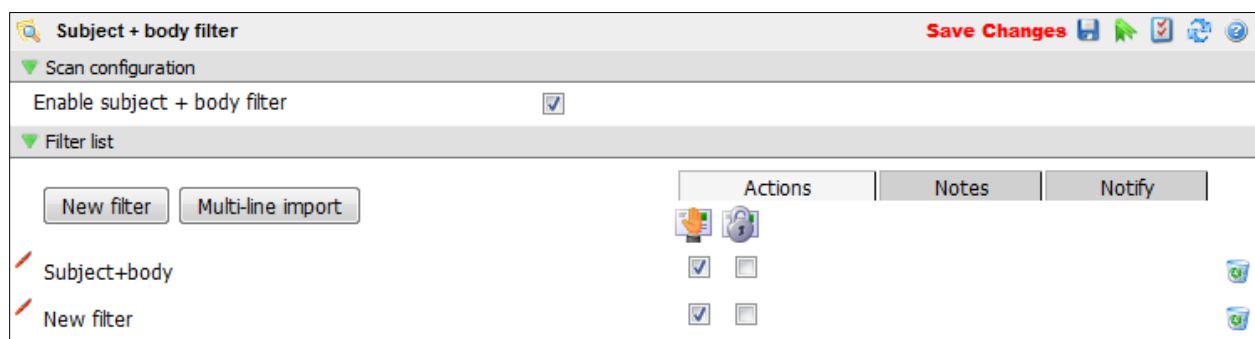 Subject + body filter Save Changes
Scan configuration
Enable subject + body filter
Filter list
Actions Notes Notify
New filter Multi-line import
Subject+body
New filter